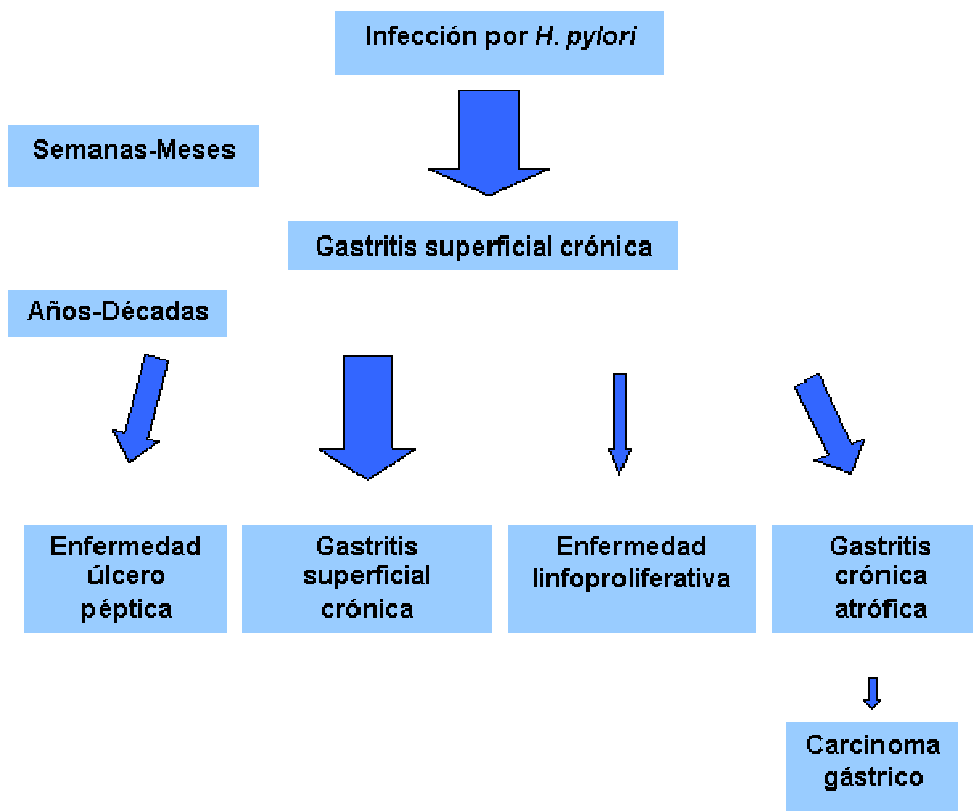 Infección por H. pylori
Semanas-Meses
Gastritis superficial crónica
Años-Décadas
Enfermedad
úlcero
péptica
Gastritis
superficial
crónica
Enfermedad
linfoproliferativa
Gastritis
crónica
atrófica
Carcinoma
gástrico